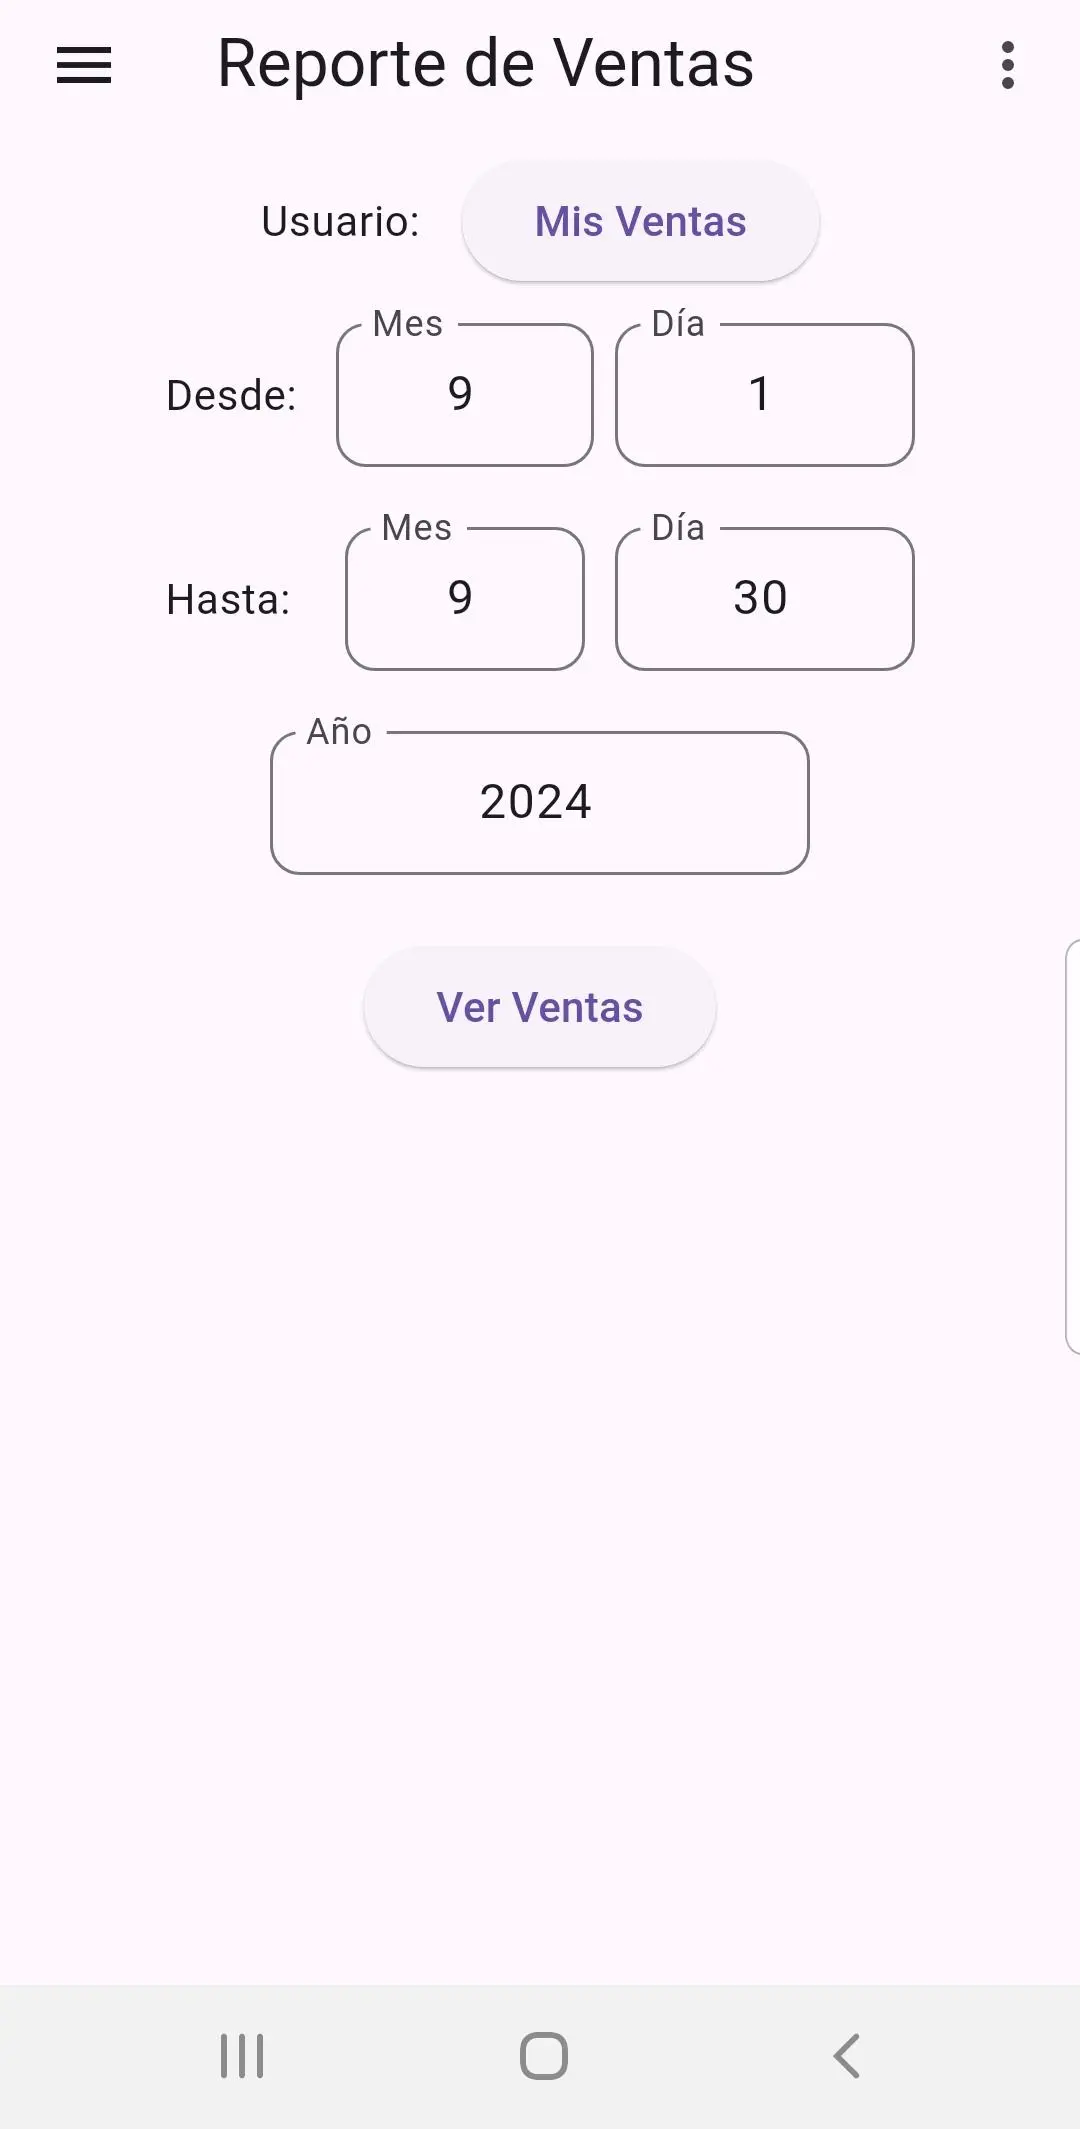 Reporte de Ventas
Usuario: Mis Ventas
Mes Día
Desde: 9 1
Mes Día
Hasta: 9 30
Año
2024
Ver Ventas